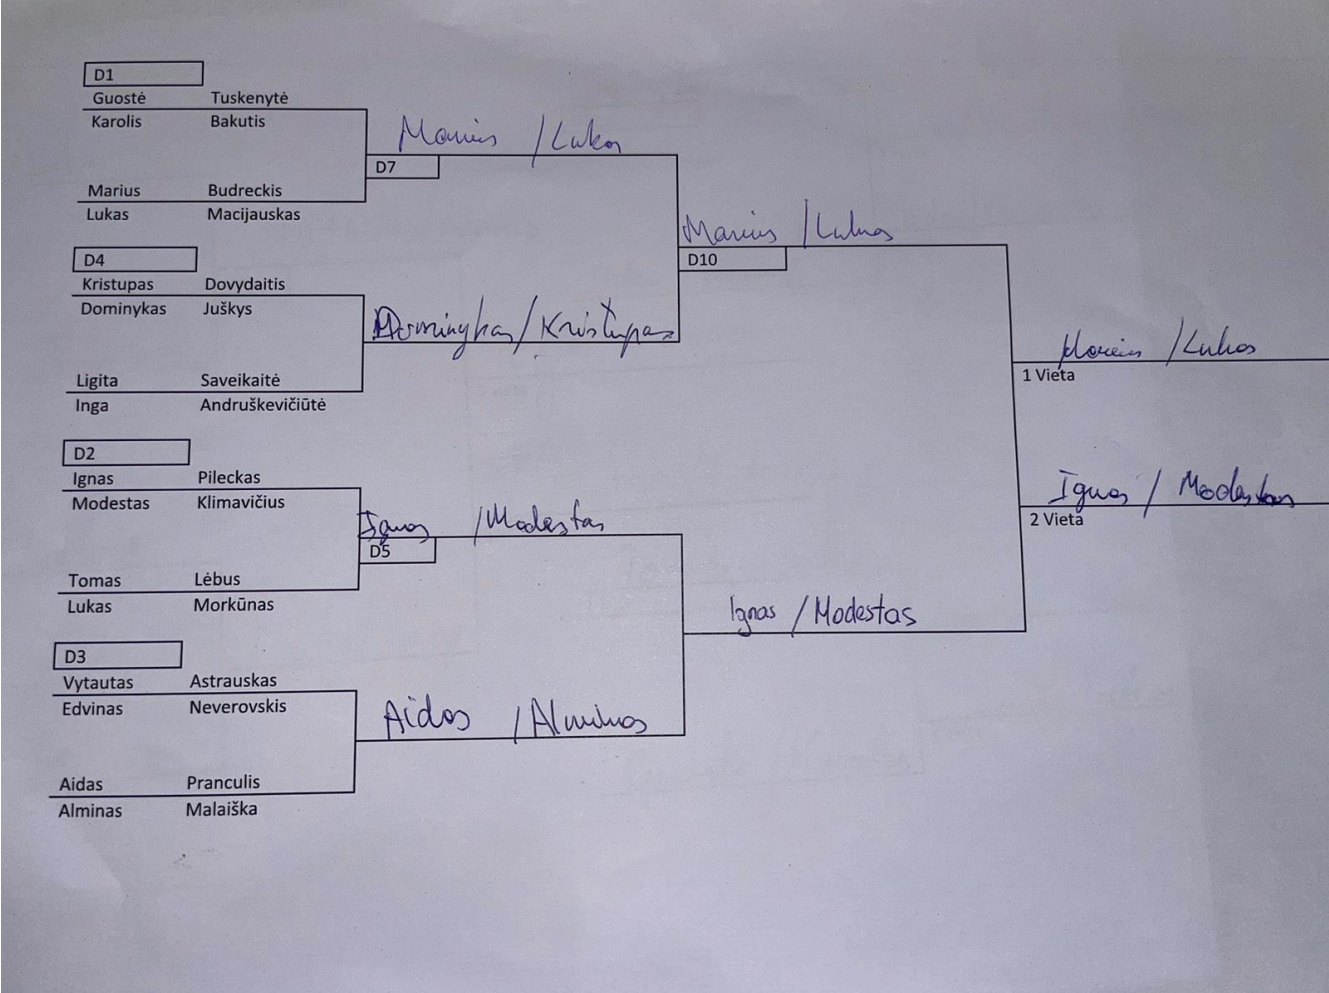 D1
Guostė Tuskenytė
Karolis Bakutis
Marius / Lukas
D7
Marius Budreckis
Lukas Macijauskas
Marius / Lukas
D10
D4
Kristupas Dovydaitis
Dominykas Juškys
Dominykas / Kristupas
Ligita Saveikaitė
Inga Andruškevičiūtė
Marius / Lukas
1 Vieta
D2
Ignas Pileckas
Modestas Klimavičius
Ignas / Modestas
D5
Tomas Lėbus
Lukas Morkūnas
Ignas / Modestas
2 Vieta
Ignas / Modestas
D3
Vytautas Astrauskas
Edvinas Neverovskis
Aidas / Alminas
Aidas Pranculis
Alminas Malaiška